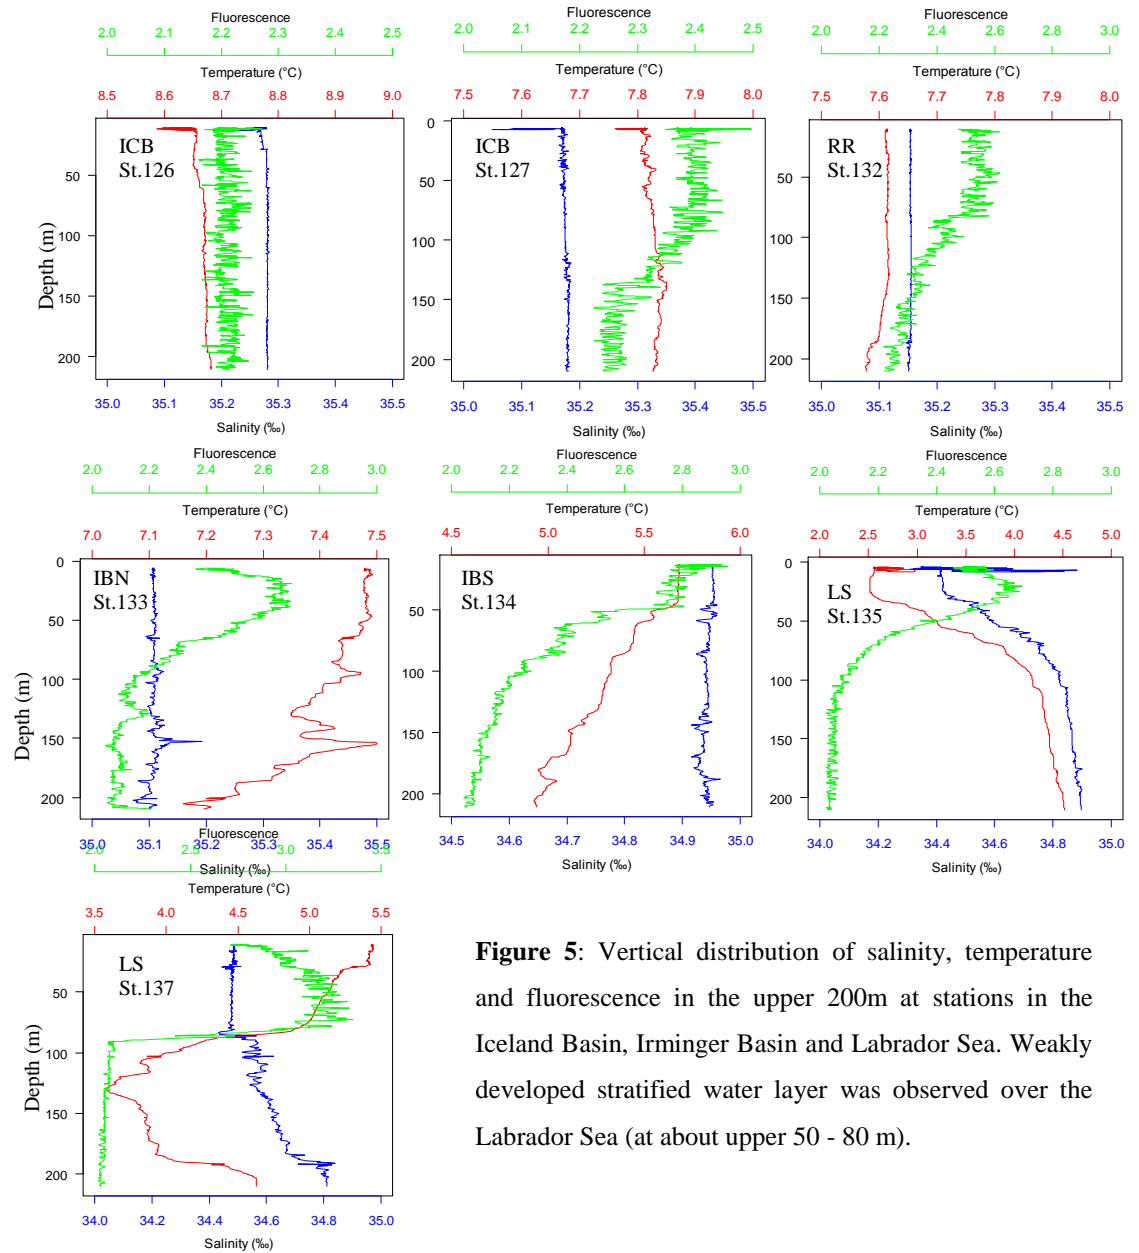 Fluorescence
2.0 2.1 2.2 2.3 2.4 2.5
Temperature (°C)
8.5 8.6 8.7 8.8 8.9 9.0
ICB
St.126
50
100
150
200
Depth (m)
35.0 35.1 35.2 35.3 35.4 35.5
Salinity (‰)
Fluorescence
2.0 2.1 2.2 2.3 2.4 2.5
Temperature (°C)
7.5 7.6 7.7 7.8 7.9 8.0
ICB
St.127
0
50
100
150
200
35.0 35.1 35.2 35.3 35.4 35.5
Salinity (‰)
Fluorescence
2.0 2.2 2.4 2.6 2.8 3.0
Temperature (°C)
7.5 7.6 7.7 7.8 7.9 8.0
RR
St.132
50
100
150
200
35.0 35.1 35.2 35.3 35.4 35.5
Salinity (‰)
Fluorescence
2.0 2.2 2.4 2.6 2.8 3.0
Temperature (°C)
7.0 7.1 7.2 7.3 7.4 7.5
IBN
St.133
0
50
100
150
200
Depth (m)
35.0 35.1 35.2 35.3 35.4 35.5
Salinity (‰)
Fluorescence
2.0 2.2 2.4 2.6 2.8 3.0
Temperature (°C)
4.5 5.0 5.5 6.0
IBS
St.134
50
100
150
200
34.5 34.6 34.7 34.8 34.9 35.0
Salinity (‰)
Fluorescence
2.0 2.2 2.4 2.6 2.8 3.0
Temperature (°C)
2.0 2.5 3.0 3.5 4.0 4.5 5.0
LS
St.135
0
50
100
150
200
34.0 34.2 34.4 34.6 34.8 35.0
Salinity (‰)
Fluorescence
2.0 2.5 3.0 3.5
Temperature (°C)
3.5 4.0 4.5 5.0 5.5
LS
St.137
50
100
150
200
Depth (m)
34.0 34.2 34.4 34.6 34.8 35.0
Salinity (‰)
Figure 5: Vertical distribution of salinity, temperature
and fluorescence in the upper 200m at stations in the
Iceland Basin, Irminger Basin and Labrador Sea. Weakly
developed stratified water layer was observed over the
Labrador Sea (at about upper 50 - 80 m).